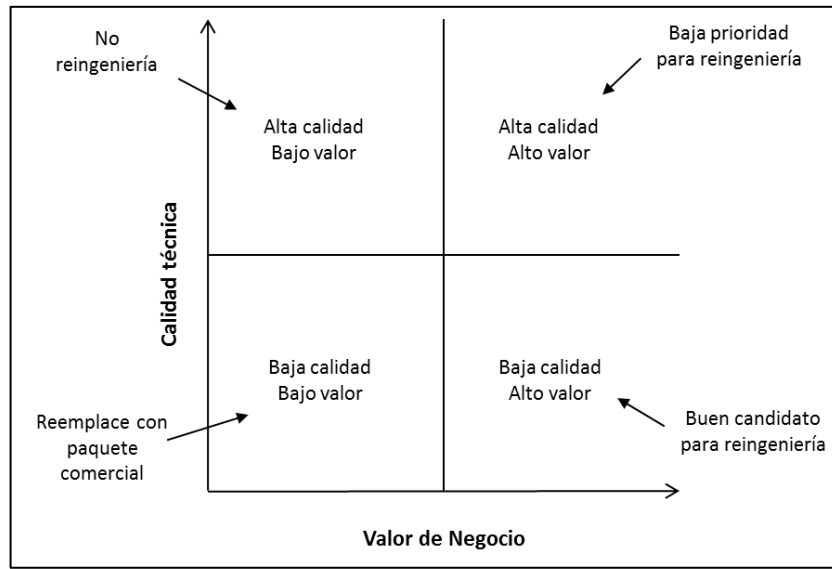 No
reingeniería
Baja prioridad
para reingeniería
Alta calidad
Bajo valor
Alta calidad
Alto valor
Calidad técnica
Baja calidad
Bajo valor
Baja calidad
Alto valor
Reemplace con
paquete
comercial
Buen candidato
para reingeniería
Valor de Negocio